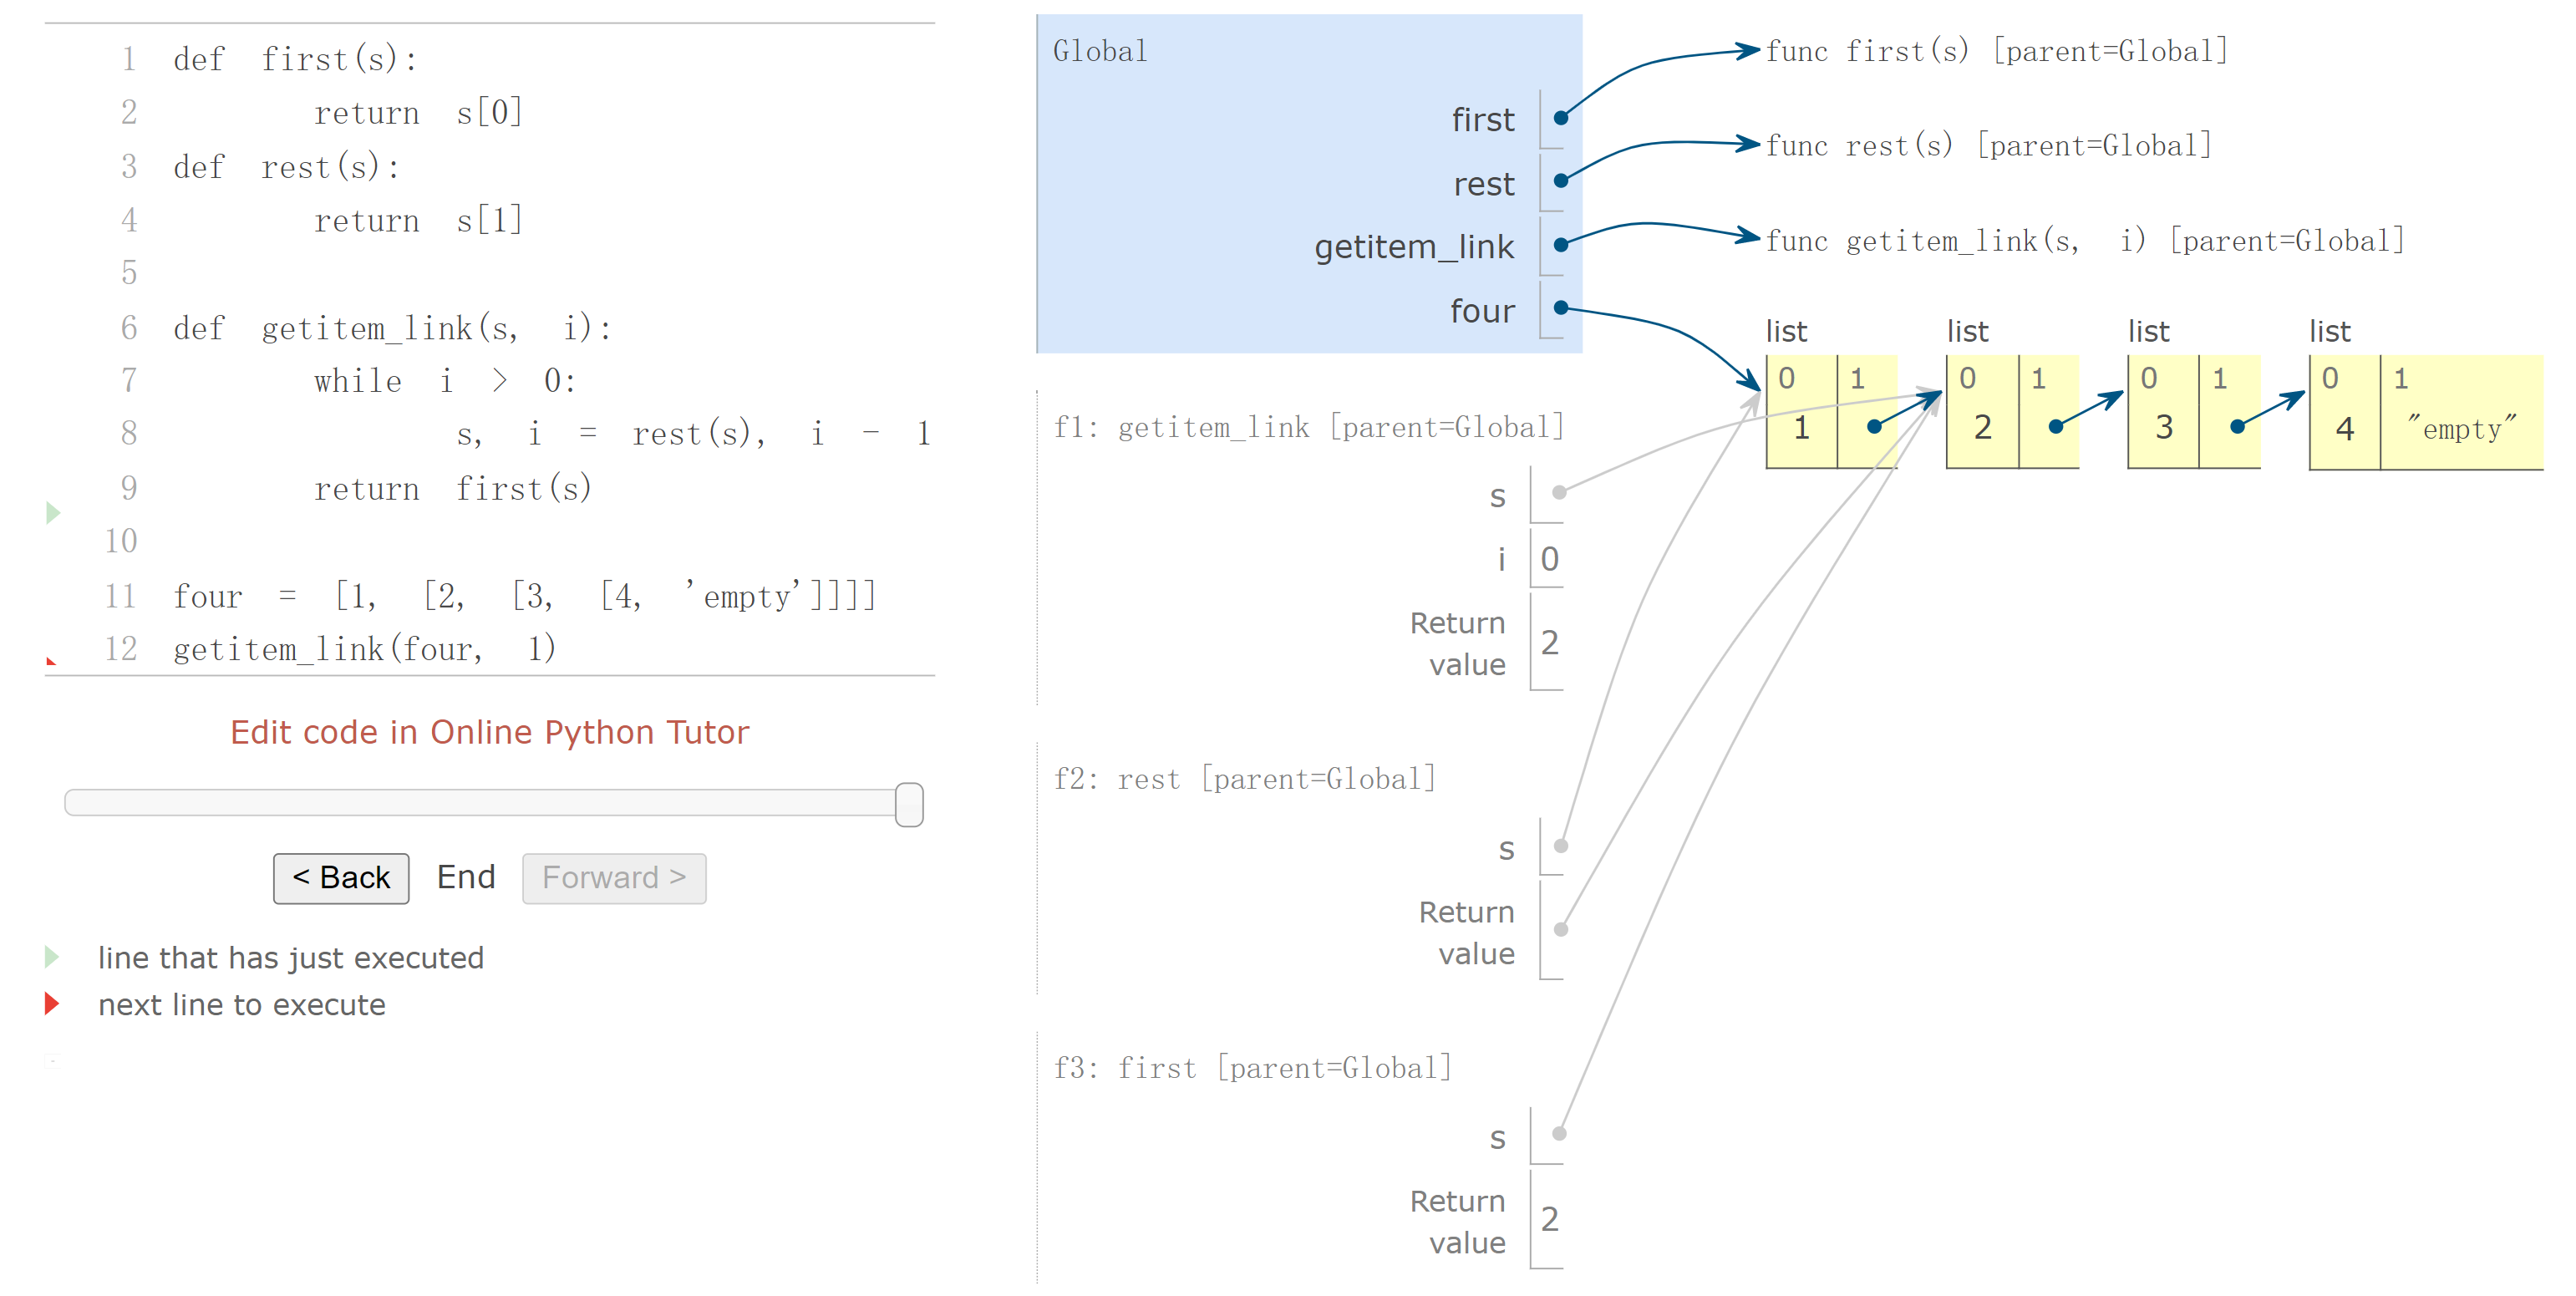 1 def first(s):
2 return s[0]
3 def rest(s):
4 return s[1]
5
6 def getitem_link(s, i):
7 while i > 0:
8 s, i = rest(s), i - 1
9 return first(s)
10
11 four = [1, [2, [3, [4, 'empty']]]]
12 getitem_link(four, 1)
Edit code in Online Python Tutor
< Back End Forward >
line that has just executed
next line to execute
Global
first
rest
getitem_link
four
func first(s) [parent=Global]
func rest(s) [parent=Global]
func getitem_link(s, i) [parent=Global]
list list list list
0 1 0 1 0 1 0 1
1 2 3 4 "empty"
f1: getitem_link [parent=Global]
s
i 0
Return
value 2
f2: rest [parent=Global]
s
Return
value
f3: first [parent=Global]
s
Return
value 2